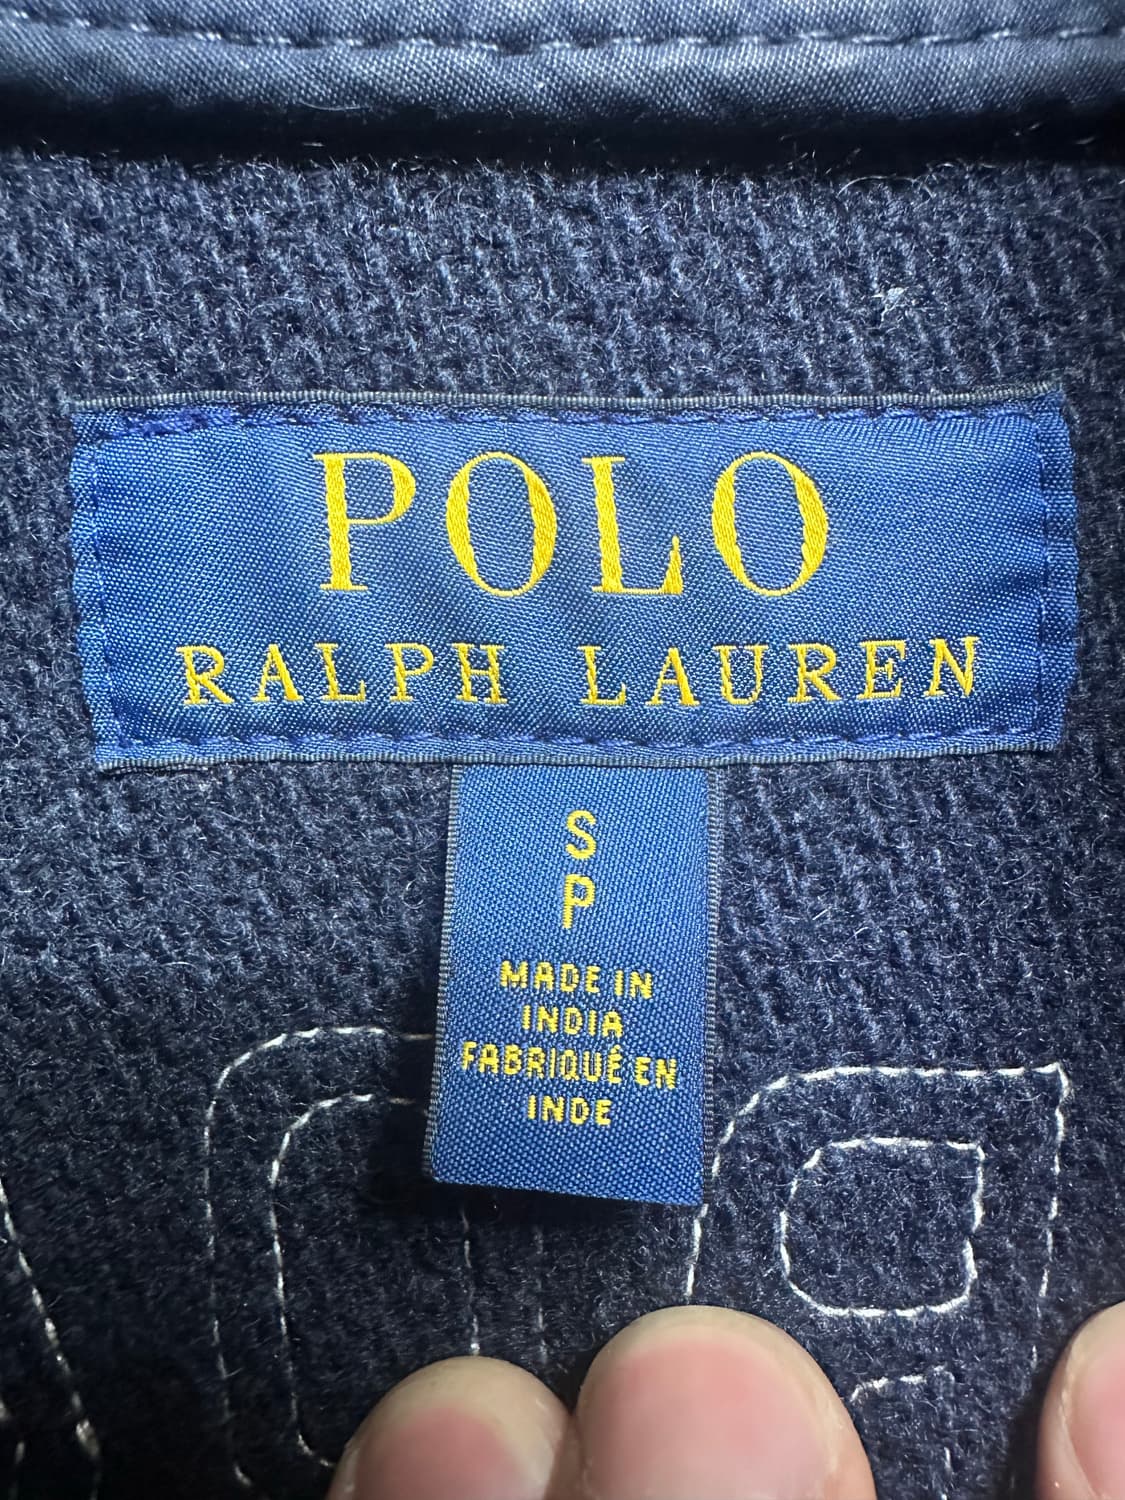 POLO
RALPH LAUREN
S
P
MADE IN
INDIA
FABRIQUÉ EN
INDE